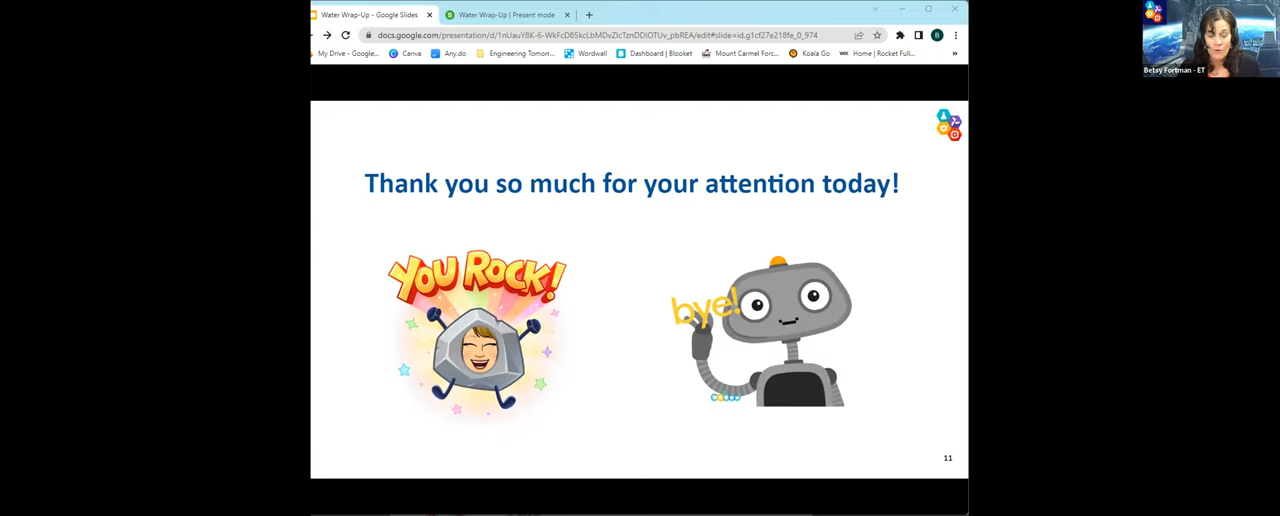 Water Wrap-Up - Google Slides
Water Wrap-Up | Present mode
docs.google.com/presentation/d/1nUauY8K-6-WkFcD85kcLbMDvZIcTznDDIOTUv_pbREA/edit#slide=id.g1cf27e218fe_0_974
B
My Drive - Google...
Canva
Any.do
Engineering Tomorr...
Wordwall
Dashboard | Blooket
Mount Carmel Forc...
Koala Go
WIX
Home | Rocket Full...
Betsy Fortman - ET
Thank you so much for your attention today!
YOU ROCK!
bye!
11